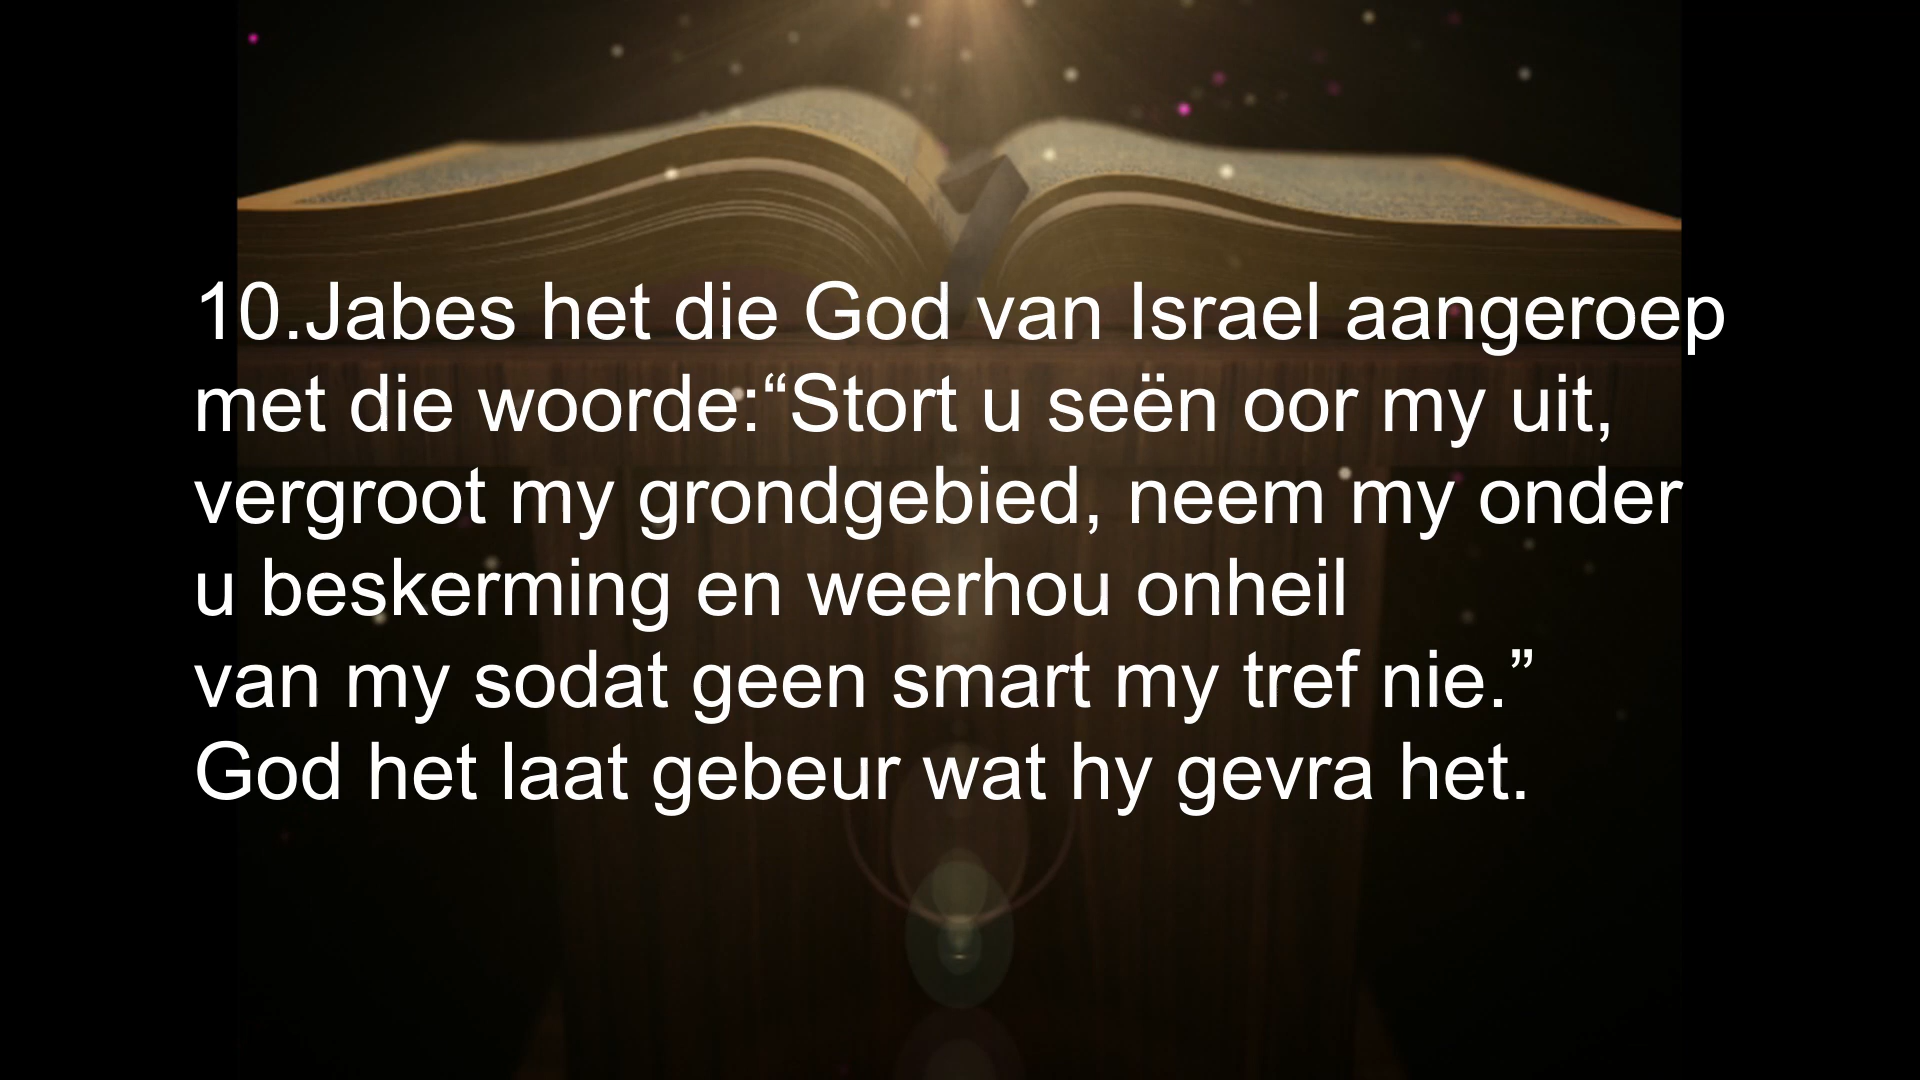 10.Jabes het die God van Israel aangeroep
met die woorde:“Stort u seën oor my uit,
vergroot my grondgebied, neem my onder
u beskerming en weerhou onheil
van my sodat geen smart my tref nie.”
God het laat gebeur wat hy gevra het.